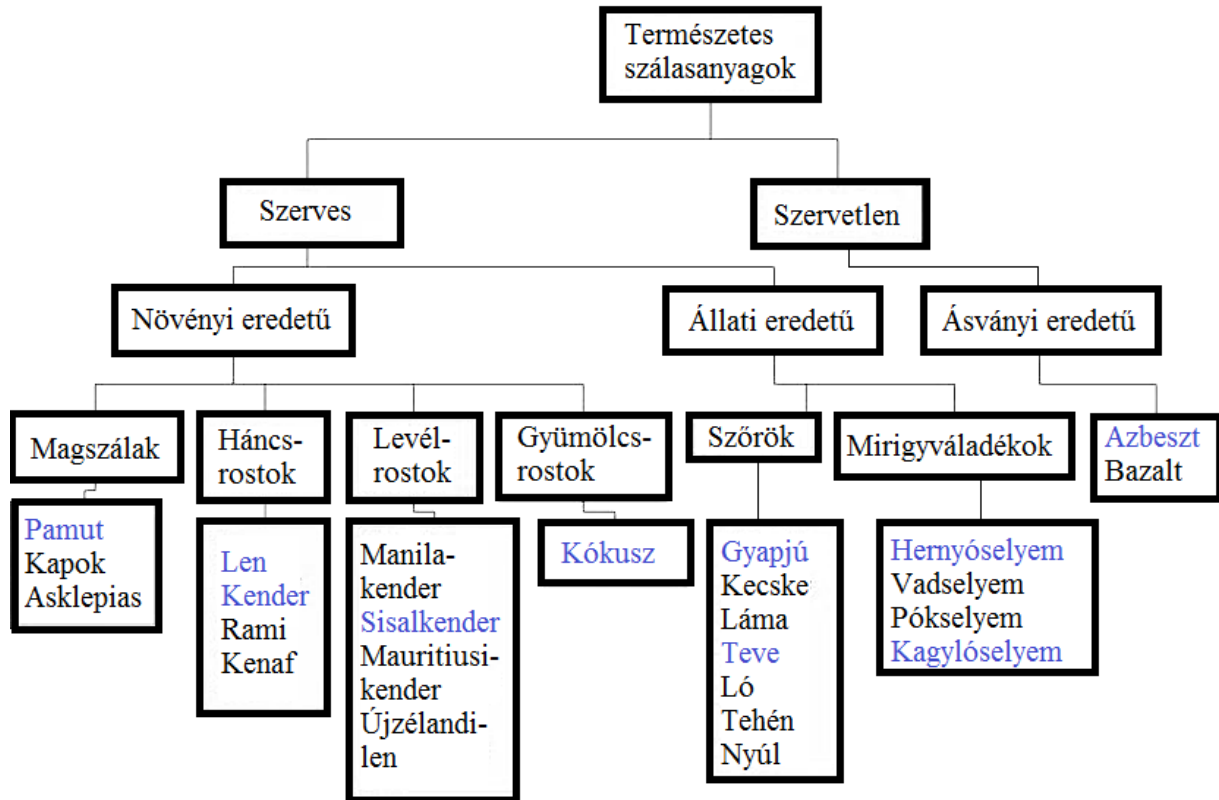 Természetes
szálasanyagok
Szerves
Szervetlen
Növényi eredetű
Állati eredetű
Ásványi eredetű
Magszálak
Háncs-
rostok
Levél-
rostok
Gyümölcs-
rostok
Szőrök
Mirigyváladékok
Azbeszt
Bazalt
Pamut
Kapok
Asklepias
Len
Kender
Rami
Kenaf
Manila-
kender
Sisalkender
Mauritiusi-
kender
Újzélandi-
len
Kókusz
Gyapjú
Kecske
Láma
Teve
Ló
Tehén
Nyúl
Hernyóselyem
Vadselyem
Pókselyem
Kagylóselyem